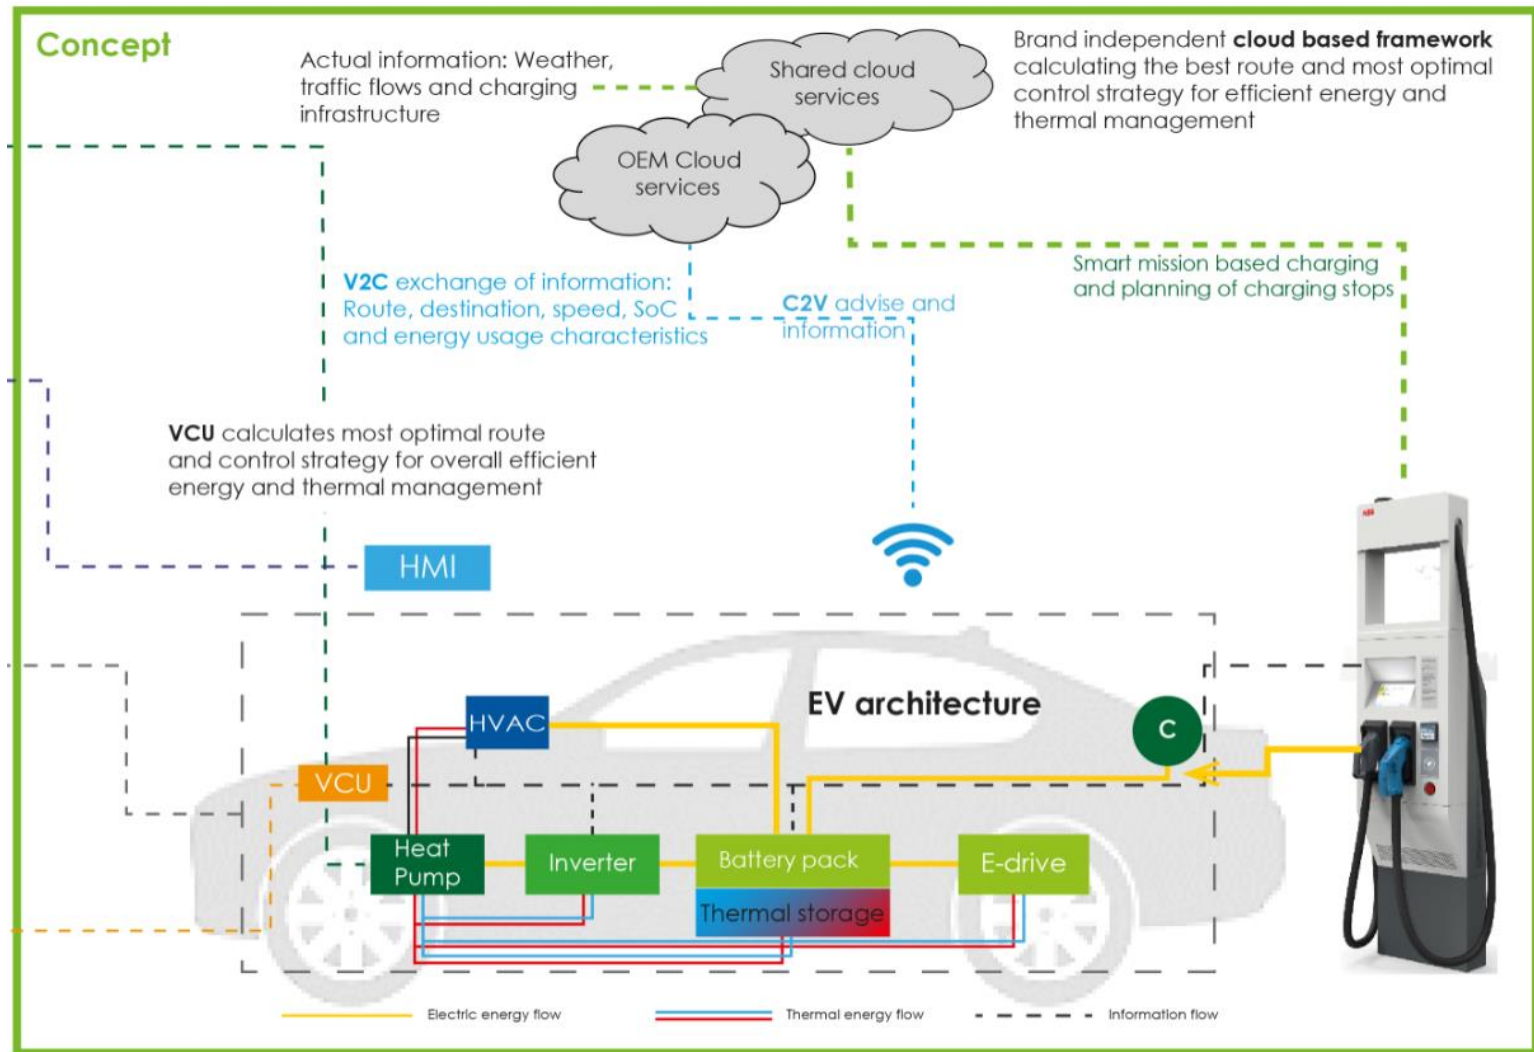 Concept
Actual information: Weather,
traffic flows and charging
infrastructure
Shared cloud
services
OEM Cloud
services
Brand independent cloud based framework
calculating the best route and most optimal
control strategy for efficient energy and
thermal management
V2C exchange of information:
Route, destination, speed, SoC
and energy usage characteristics
C2V advise and
information
Smart mission based charging
and planning of charging stops
VCU calculates most optimal route
and control strategy for overall efficient
energy and thermal management
HMI
ABB
EV architecture
HVAC
C
VCU
Heat
Pump
Inverter
Battery pack
E-drive
Thermal storage
Electric energy flow
Thermal energy flow
Information flow